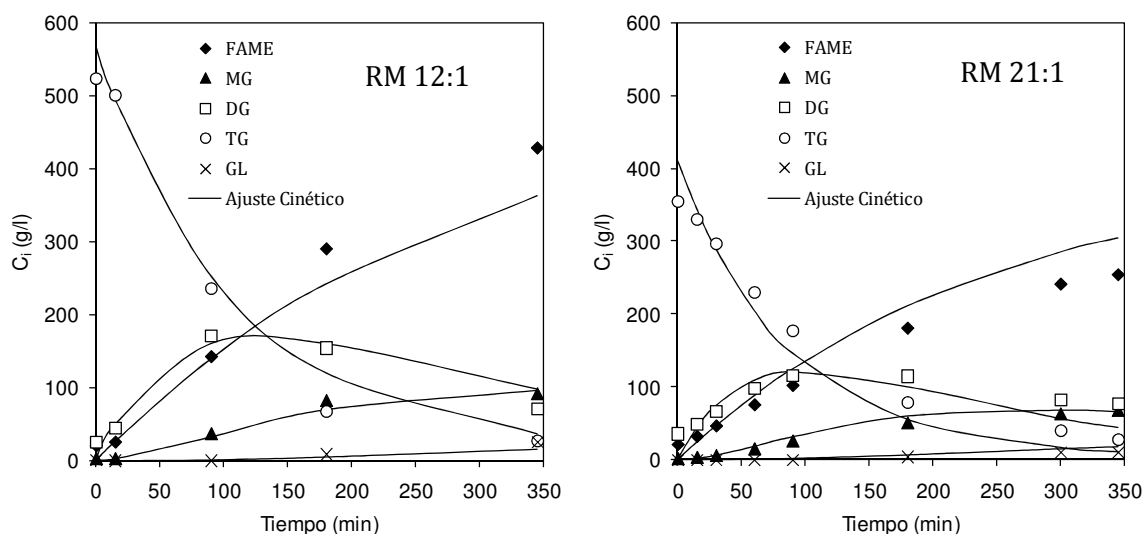 600
500
400
300
200
100
0
C_i (g/l)
FAME
MG
DG
TG
GL
Ajuste Cinético
RM 12:1
0 50 100 150 200 250 300 350
Tiempo (min)
600
500
400
300
200
100
0
C_i (g/l)
FAME
MG
DG
TG
GL
Ajuste Cinético
RM 21:1
0 50 100 150 200 250 300 350
Tiempo (min)